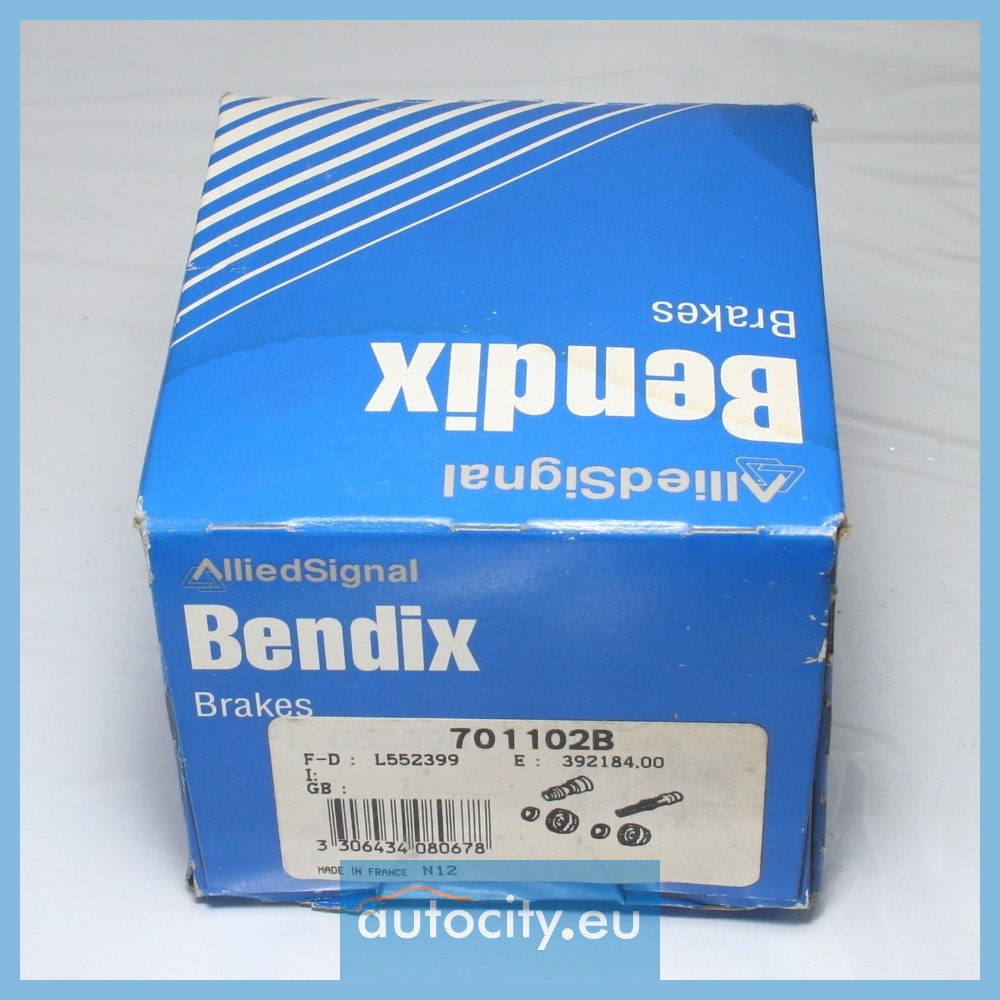 Brakes
Bendix
AlliedSignal
AlliedSignal
Bendix
Brakes
701102B
F-D : L552399 E : 392184.00
I:
GB :
3 306434 080678
MADE IN FRANCE N12
autocity.eu